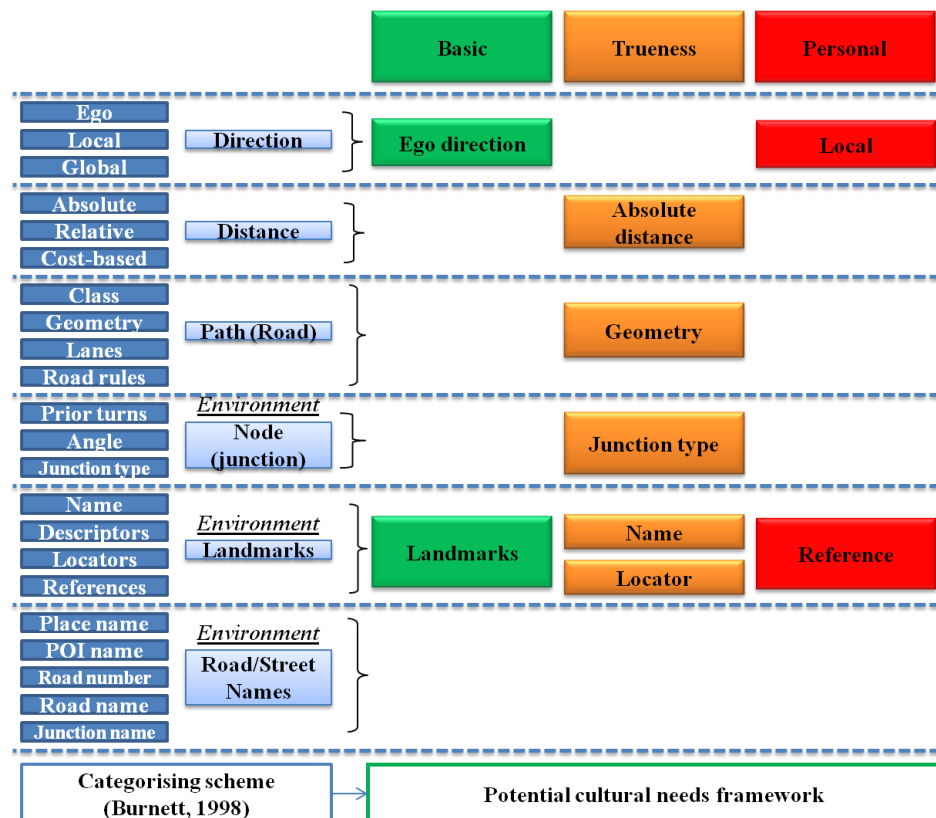 Basic
Trueness
Personal
Ego
Local
Global
Direction
Ego direction
Local
Absolute
Relative
Cost-based
Distance
Absolute
distance
Class
Geometry
Lanes
Road rules
Path (Road)
Geometry
Prior turns
Angle
Junction type
Environment
Node
(junction)
Junction type
Name
Descriptors
Locators
References
Environment
Landmarks
Landmarks
Name
Locator
Reference
Place name
POI name
Road number
Road name
Junction name
Environment
Road/Street
Names
Categorising scheme
(Burnett, 1998)
Potential cultural needs framework